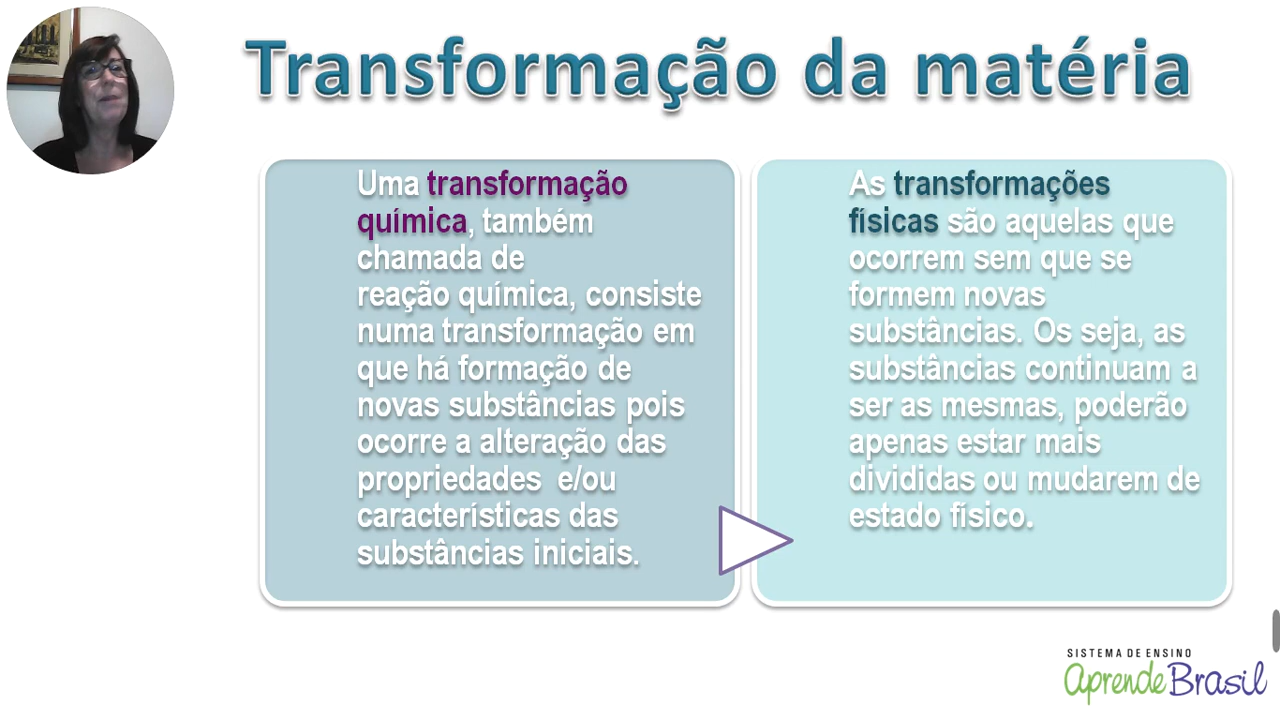 Transformação da matéria
Uma transformação
química, também
chamada de
reação química, consiste
numa transformação em
que há formação de
novas substâncias pois
ocorre a alteração das
propriedades e/ou
características das
substâncias iniciais.
As transformações
físicas são aquelas que
ocorrem sem que se
formem novas
substâncias. Os seja, as
substâncias continuam a
ser as mesmas, poderão
apenas estar mais
divididas ou mudarem de
estado físico.
SISTEMA DE ENSINO
aprende Brasil